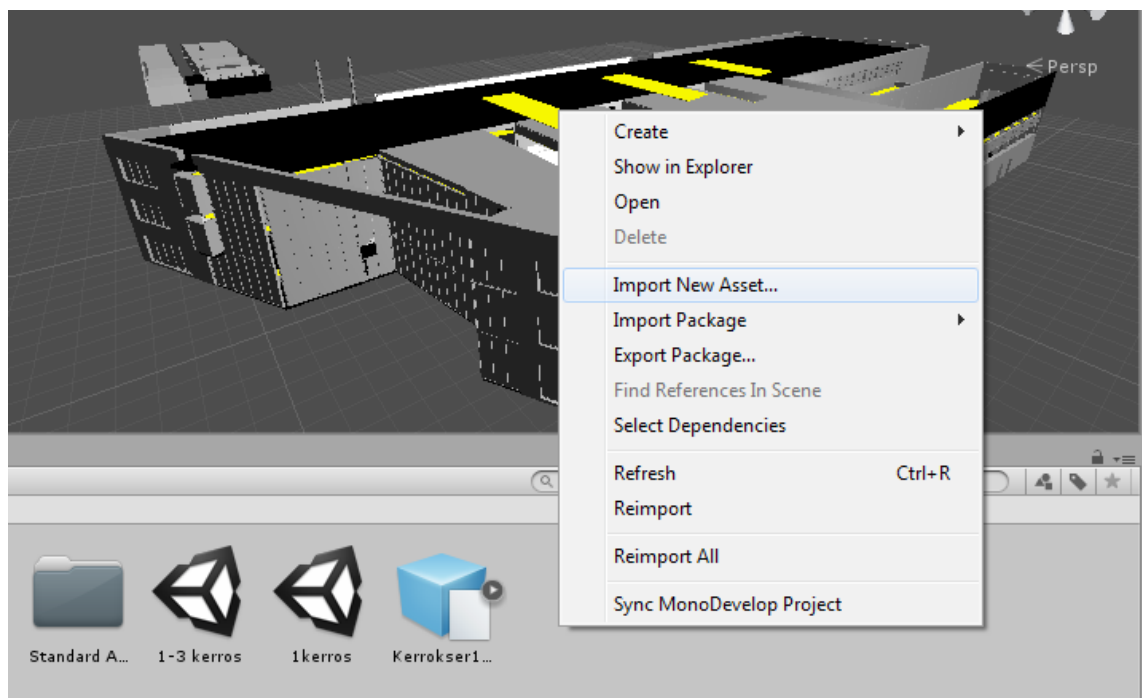 Persp
Create
Show in Explorer
Open
Delete
Import New Asset...
Import Package
Export Package...
Find References In Scene
Select Dependencies
Refresh Ctrl+R
Reimport
Reimport All
Sync MonoDevelop Project
Standard A... 1-3 kerros 1kerros Kerrokser1...